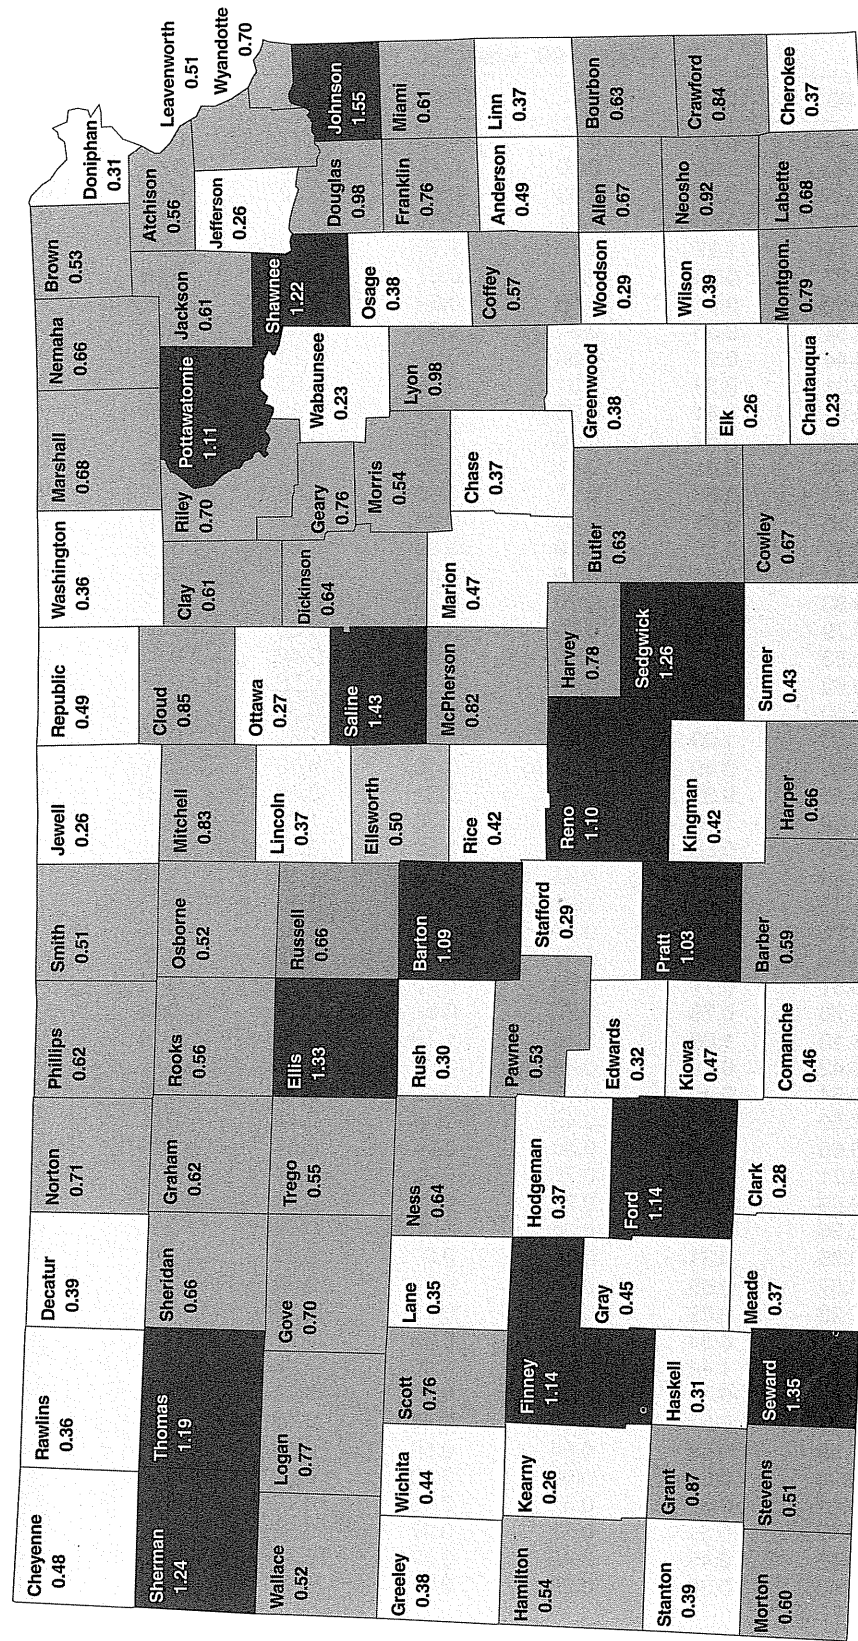 Cheyenne
0.48
Rawlins
0.36
Decatur
0.39
Norton
0.71
Phillips
0.62
Smith
0.51
Jewell
0.26
Republic
0.49
Washington
0.36
Marshall
0.68
Nemaha
0.66
Brown
0.53
Doniphan
0.31
Sherman
1.24
Thomas
1.19
Sheridan
0.66
Graham
0.62
Rooks
0.56
Osborne
0.52
Mitchell
0.83
Cloud
0.85
Clay
0.61
Riley
0.70
Pottawatomie
1.11
Jackson
0.61
Atchison
0.56
Leavenworth
0.51
Wyandotte
0.70
Jefferson
0.26
Wallace
0.52
Logan
0.77
Gove
0.70
Trego
0.55
Ellis
1.33
Russell
0.66
Lincoln
0.37
Ottawa
0.27
Dickinson
0.64
Geary
0.76
Wabaunsee
0.23
Shawnee
1.22
Douglas
0.98
Johnson
1.55
Greeley
0.38
Wichita
0.44
Scott
0.76
Lane
0.35
Ness
0.64
Rush
0.30
Barton
1.09
Ellsworth
0.50
Saline
1.43
Morris
0.54
Osage
0.38
Franklin
0.76
Miami
0.61
Rice
0.42
McPherson
0.82
Marion
0.47
Chase
0.37
Lyon
0.98
Coffey
0.57
Anderson
0.49
Linn
0.37
Hamilton
0.54
Kearny
0.26
Finney
1.14
Hodgeman
0.37
Pawnee
0.53
Stafford
0.29
Reno
1.10
Harvey
0.78
Butler
0.63
Greenwood
0.38
Woodson
0.29
Allen
0.67
Bourbon
0.63
Gray
0.45
Ford
1.14
Edwards
0.32
Kiowa
0.47
Pratt
1.03
Kingman
0.42
Sedgwick
1.26
Elk
0.26
Wilson
0.39
Neosho
0.92
Crawford
0.84
Stanton
0.39
Grant
0.87
Haskell
0.31
Morton
0.60
Stevens
0.51
Seward
1.35
Meade
0.37
Clark
0.28
Comanche
0.46
Barber
0.59
Harper
0.66
Sumner
0.43
Cowley
0.67
Chautauqua
0.23
Montgom.
0.79
Labette
0.68
Cherokee
0.37